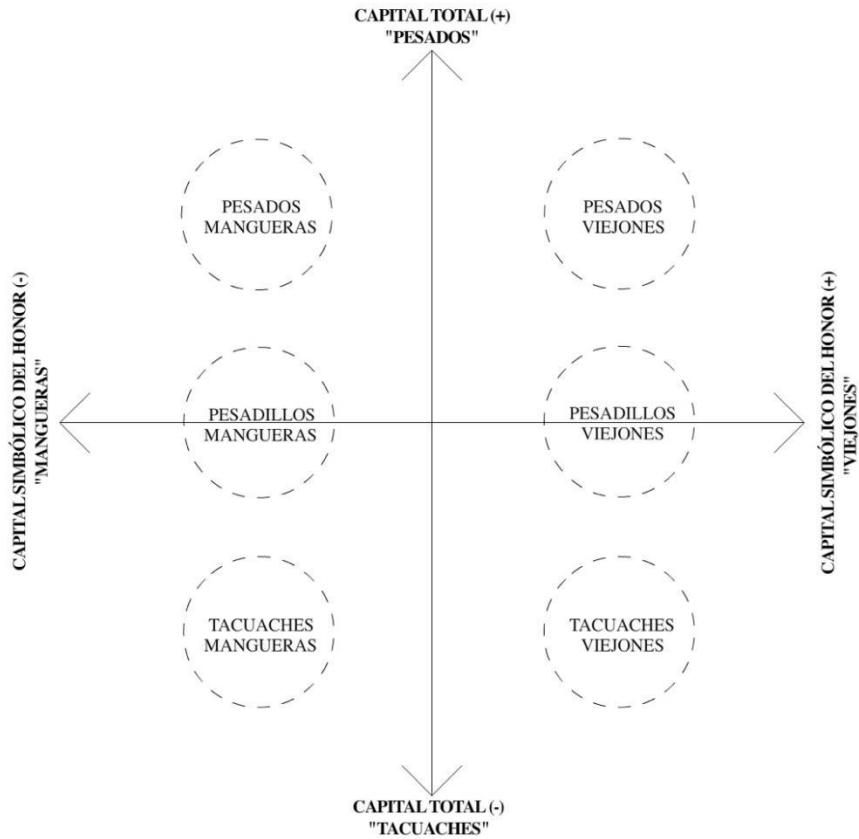 CAPITAL TOTAL (+)
"PESADOS"
PESADOS
MANGUERAS
PESADOS
VIEJONES
CAPITAL SIMBÓLICO DEL HONOR (-)
"MANGUERAS"
PESADILLOS
MANGUERAS
PESADILLOS
VIEJONES
CAPITAL SIMBÓLICO DEL HONOR (+)
"VIEJONES"
TACUACHES
MANGUERAS
TACUACHES
VIEJONES
CAPITAL TOTAL (-)
"TACUACHES"